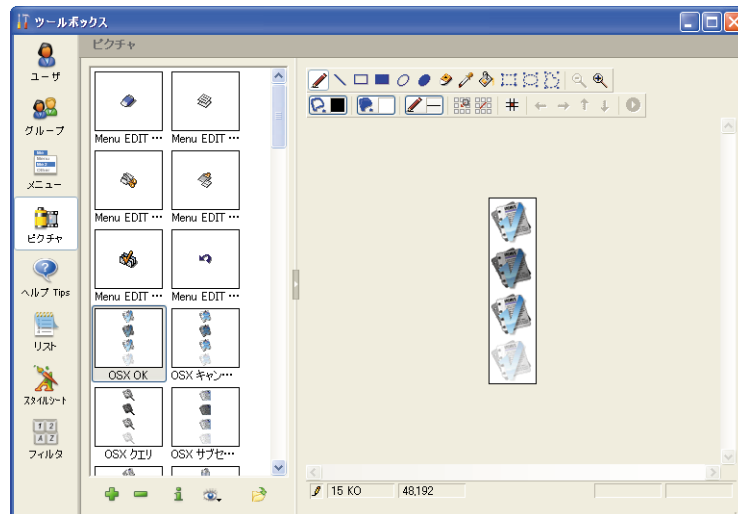 ツールボックス
ピクチャ
ユーザ
グループ
メニュー
ピクチャ
ヘルプ Tips
リスト
スタイルシート
フィルタ
Menu EDIT … Menu EDIT …
Menu EDIT … Menu EDIT …
Menu EDIT … Menu EDIT …
OSX OK OSX キャン…
OSX クエリ OSX サブセ…
15 KO 48,192